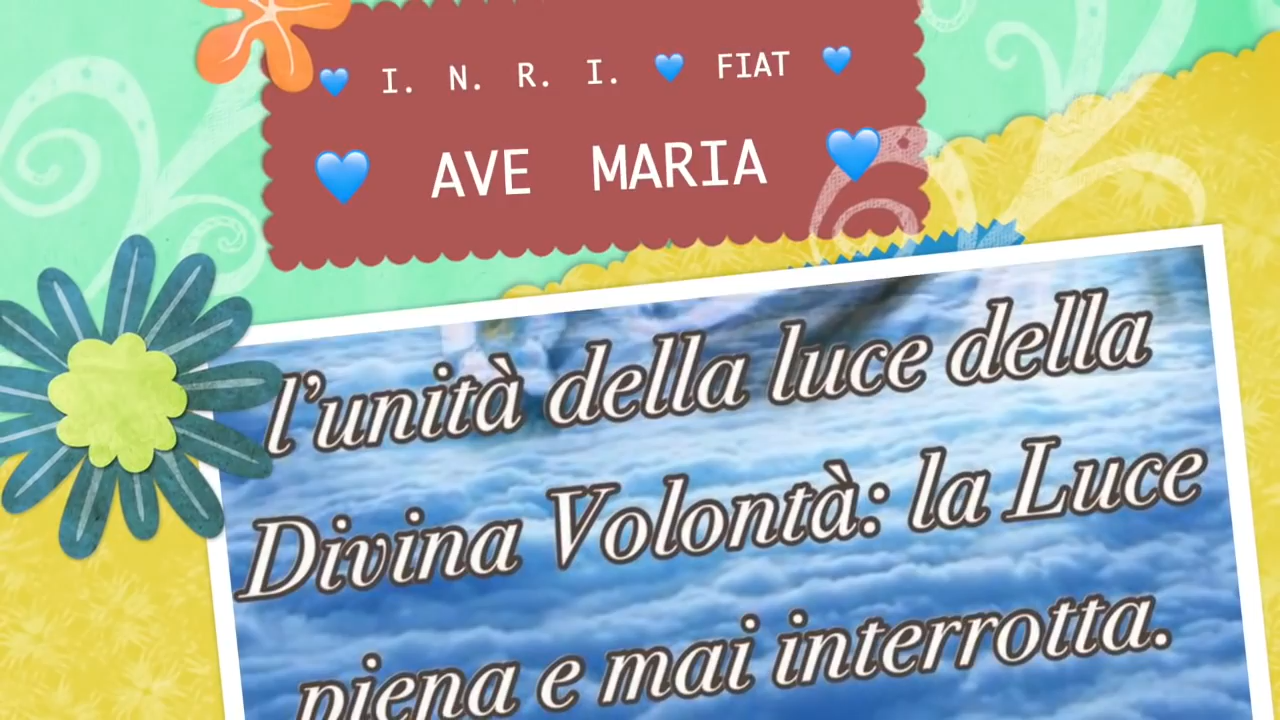 💙 I. N. R. I. 💙 FIAT 💙
💙 AVE MARIA 💙
l’unità della luce della
Divina Volontà: la Luce
piena e mai interrotta.